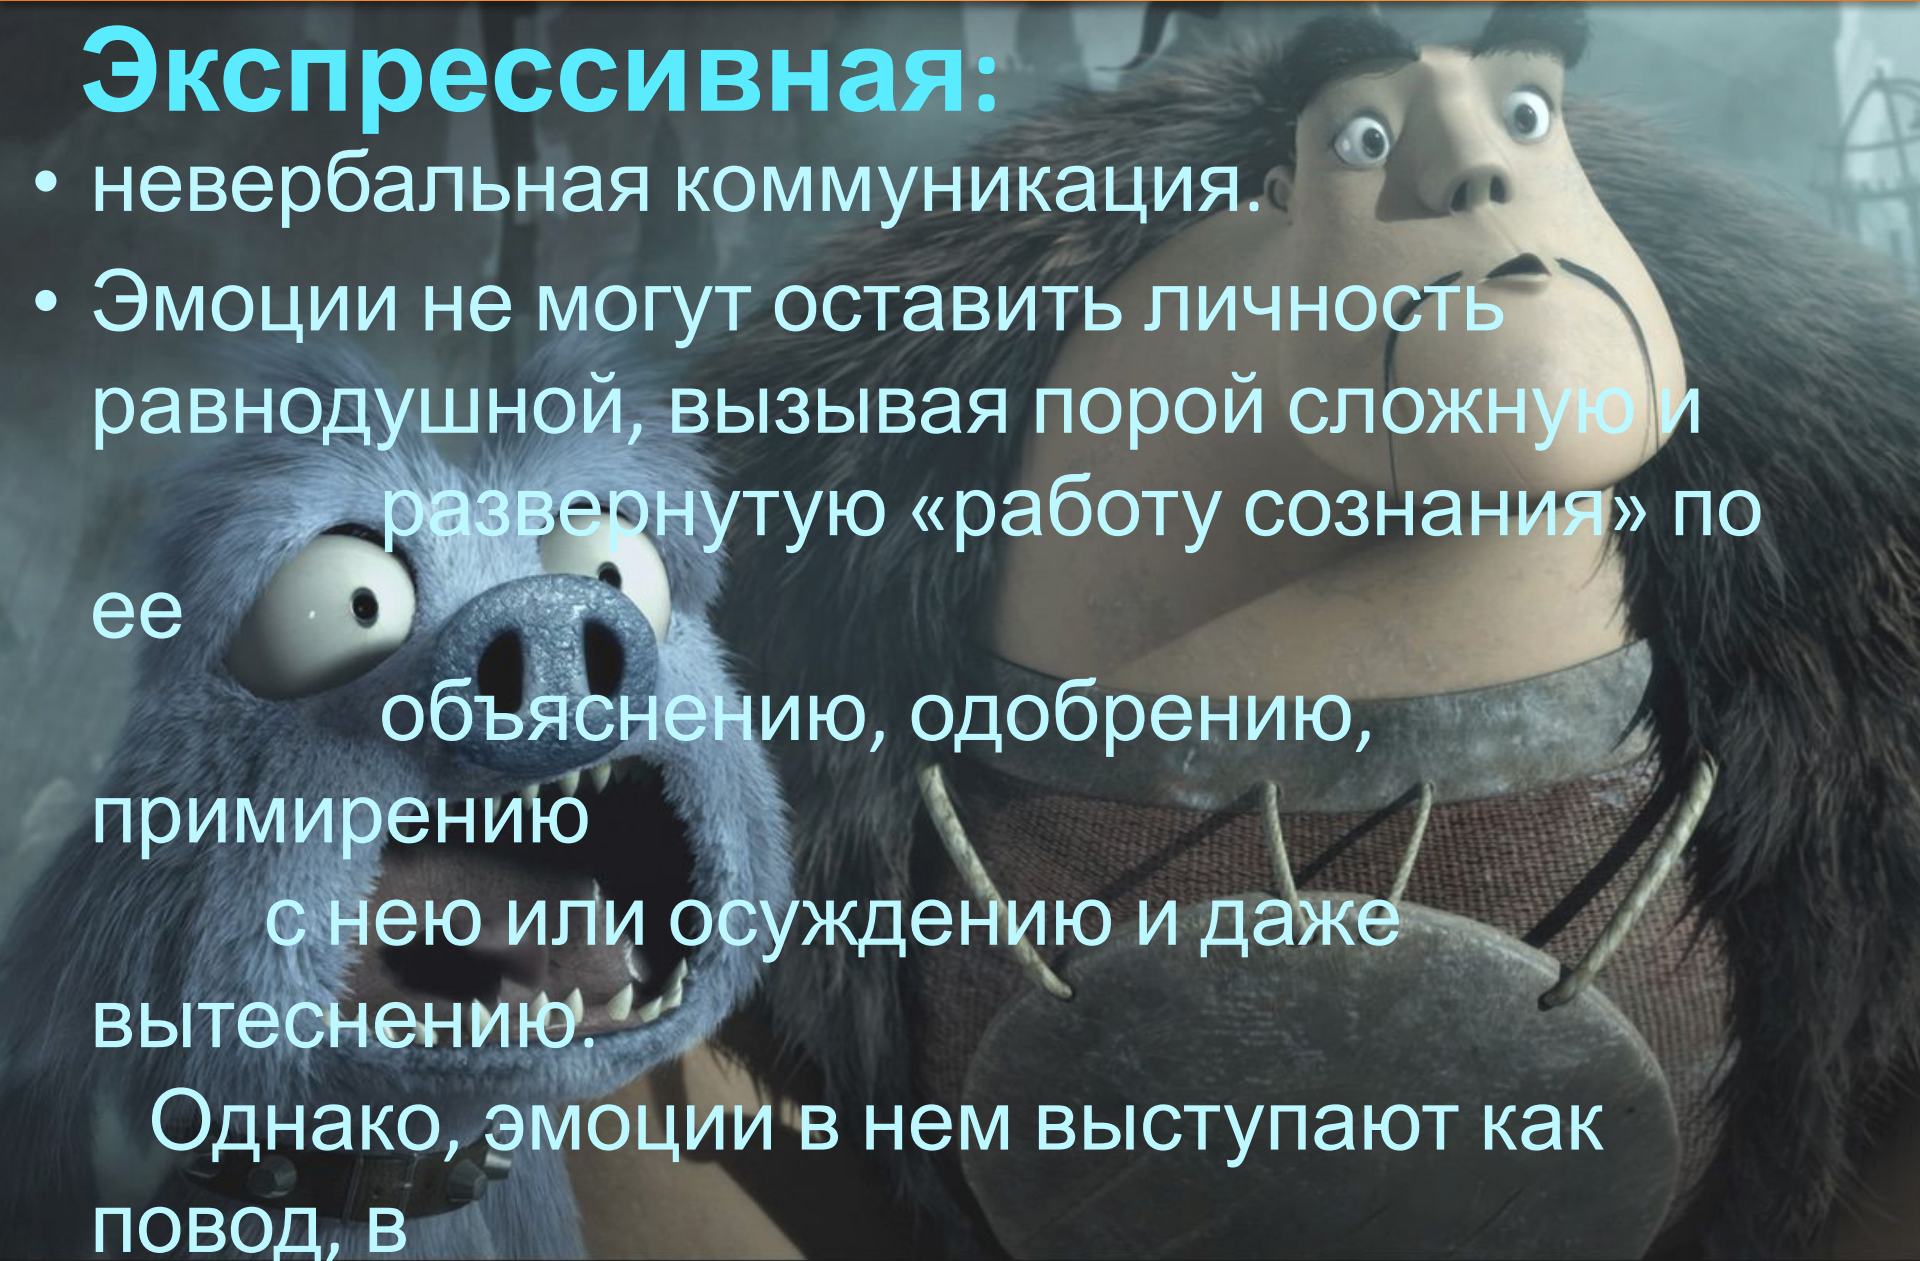 Экспрессивная:
• невербальная коммуникация.
• Эмоции не могут оставить личность
равнодушной, вызывая порой сложную и
развернутую «работу сознания» по
ее
объяснению, одобрению,
примирению
с нею или осуждению и даже
вытеснению.
Однако, эмоции в нем выступают как
повод, в